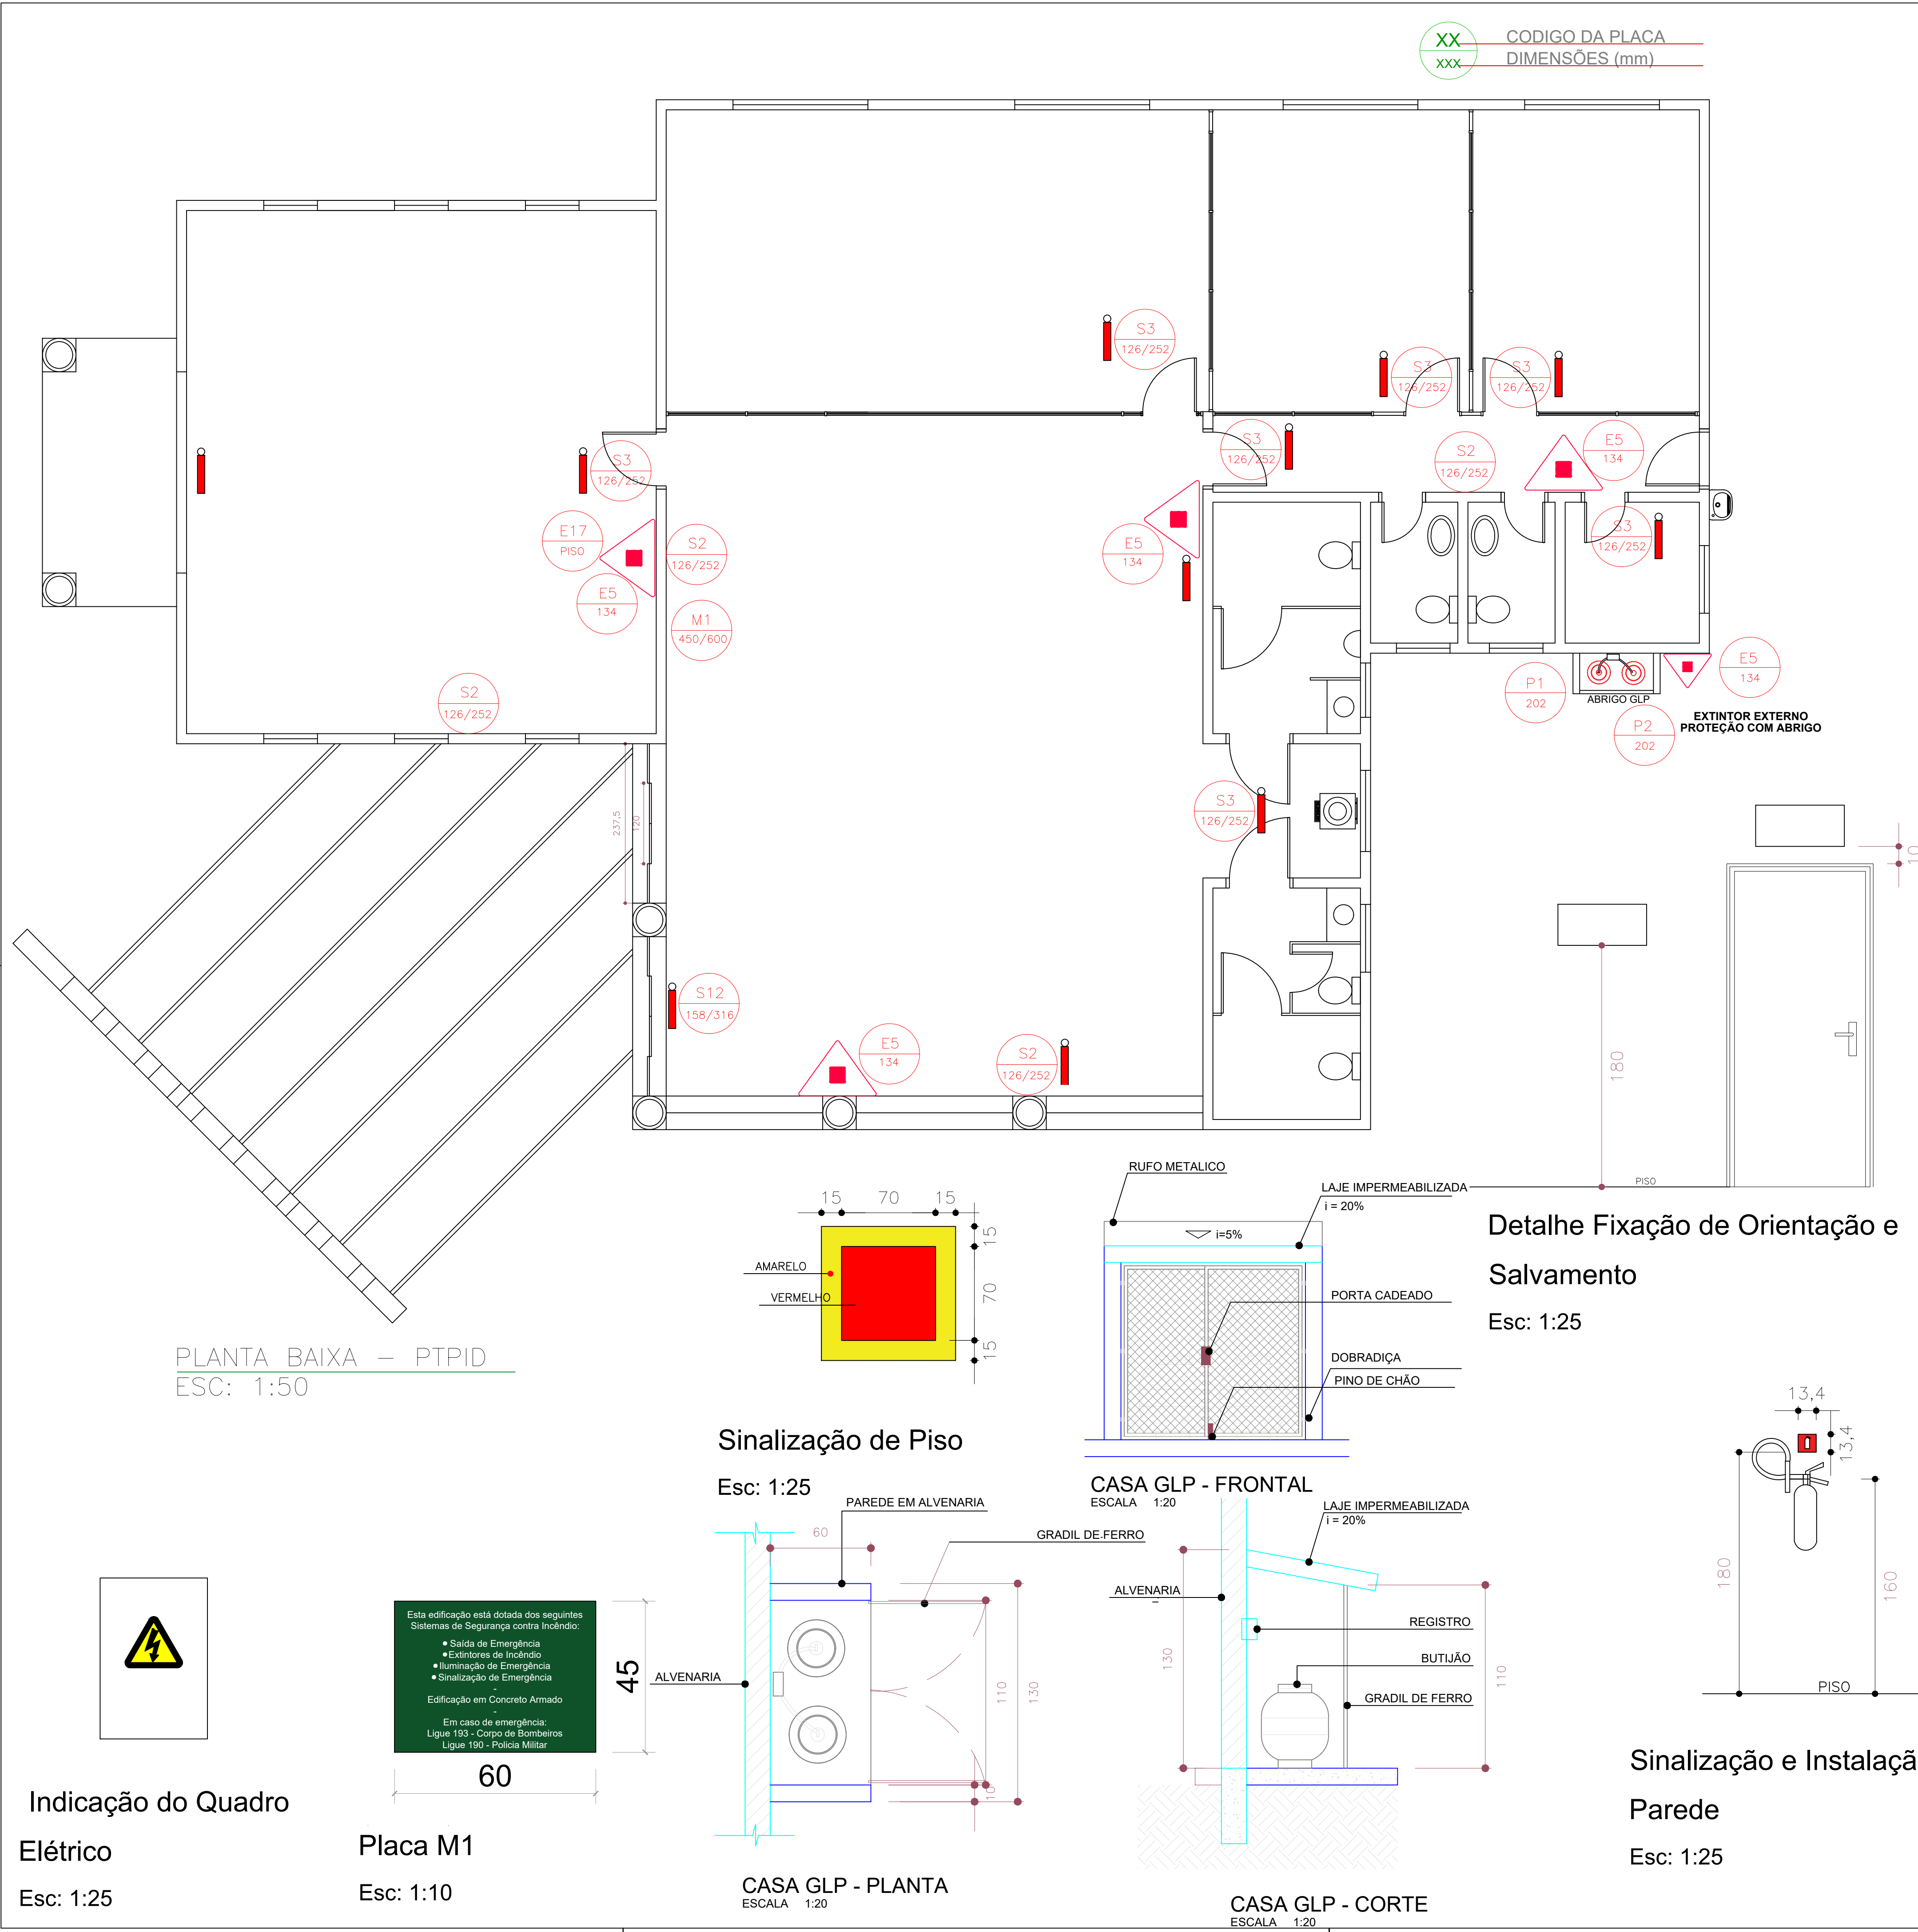 XX
XXX
CODIGO DA PLACA
DIMENSÕES (mm)
S3
126/252
S3
126/252
S3
126/252
S3
126/252
S2
126/252
E5
134
S3
126/252
E17
PISO
S2
126/252
E5
134
E5
134
S3
126/252
M1
450/600
S2
126/252
P1
202
ABRIGO GLP
E5
134
EXTINTOR EXTERNO
PROTEÇÃO COM ABRIGO
P2
202
237,5
120
S3
126/252
10
S12
158/316
E5
134
S2
126/252
180
PISO
Detalhe Fixação de Orientação e
Salvamento
Esc: 1:25
PLANTA BAIXA - PTPID
ESC: 1:50
15 70 15
15
70
15
AMARELO
VERMELHO
Sinalização de Piso
Esc: 1:25
RUFO METALICO
LAJE IMPERMEABILIZADA
i = 20%
i=5%
PORTA CADEADO
DOBRADIÇA
PINO DE CHÃO
CASA GLP - FRONTAL
ESCALA 1:20
13,4
13,4
180
160
PISO
Sinalização e Instalaçã
Parede
Esc: 1:25
Indicação do Quadro
Elétrico
Esc: 1:25
Esta edificação está dotada dos seguintes
Sistemas de Segurança contra Incêndio:
● Saída de Emergência
● Extintores de Incêndio
● Iluminação de Emergência
● Sinalização de Emergência
-
Edificação em Concreto Armado
-
Em caso de emergência:
Ligue 193 - Corpo de Bombeiros
Ligue 190 - Policia Militar
45
60
Placa M1
Esc: 1:10
PAREDE EM ALVENARIA
60
GRADIL DE FERRO
ALVENARIA
110
130
10
CASA GLP - PLANTA
ESCALA 1:20
LAJE IMPERMEABILIZADA
i = 20%
ALVENARIA
REGISTRO
BUTIJÃO
GRADIL DE FERRO
130
110
CASA GLP - CORTE
ESCALA 1:20